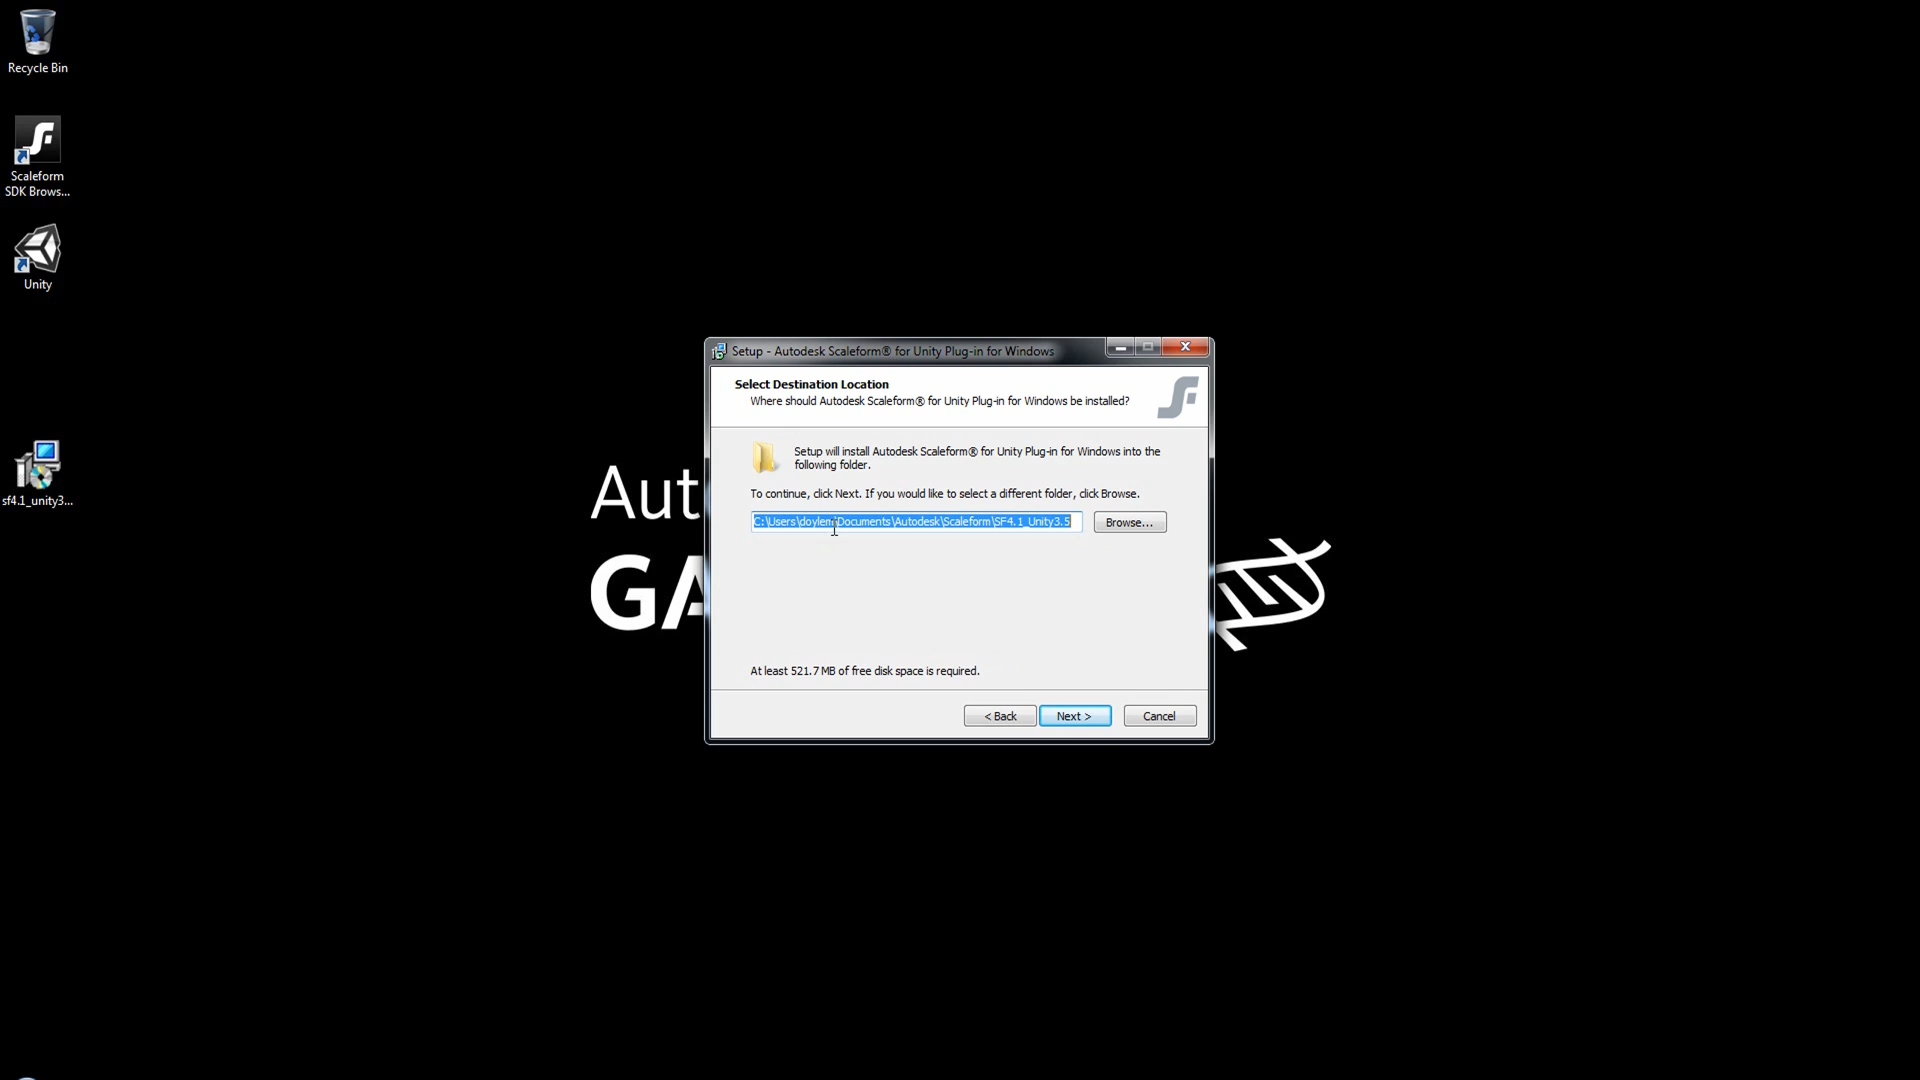 Recycle Bin
Scaleform
SDK Brows...
Unity
sf4.1_unity3...
Aut
GA
Setup - Autodesk Scaleform® for Unity Plug-in for Windows
Select Destination Location
Where should Autodesk Scaleform® for Unity Plug-in for Windows be installed?
Setup will install Autodesk Scaleform® for Unity Plug-in for Windows into the
following folder.
To continue, click Next. If you would like to select a different folder, click Browse.
C:\Users\doylem\Documents\Autodesk\Scaleform\SF4.1_Unity3.5
Browse...
At least 521.7 MB of free disk space is required.
< Back
Next >
Cancel